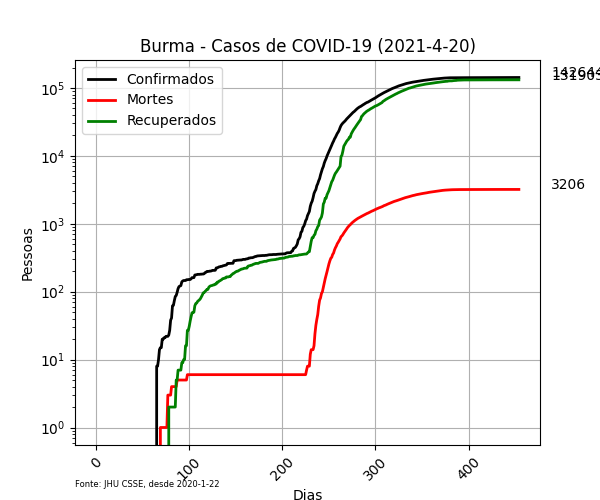 Burma - Casos de COVID-19 (2021-4-20)
Confirmados
Mortes
Recuperados
10^5
10^4
10^3
10^2
10^1
10^0
Pessoas
3206
0
100
200
300
400
Fonte: JHU CSSE, desde 2020-1-22
Dias